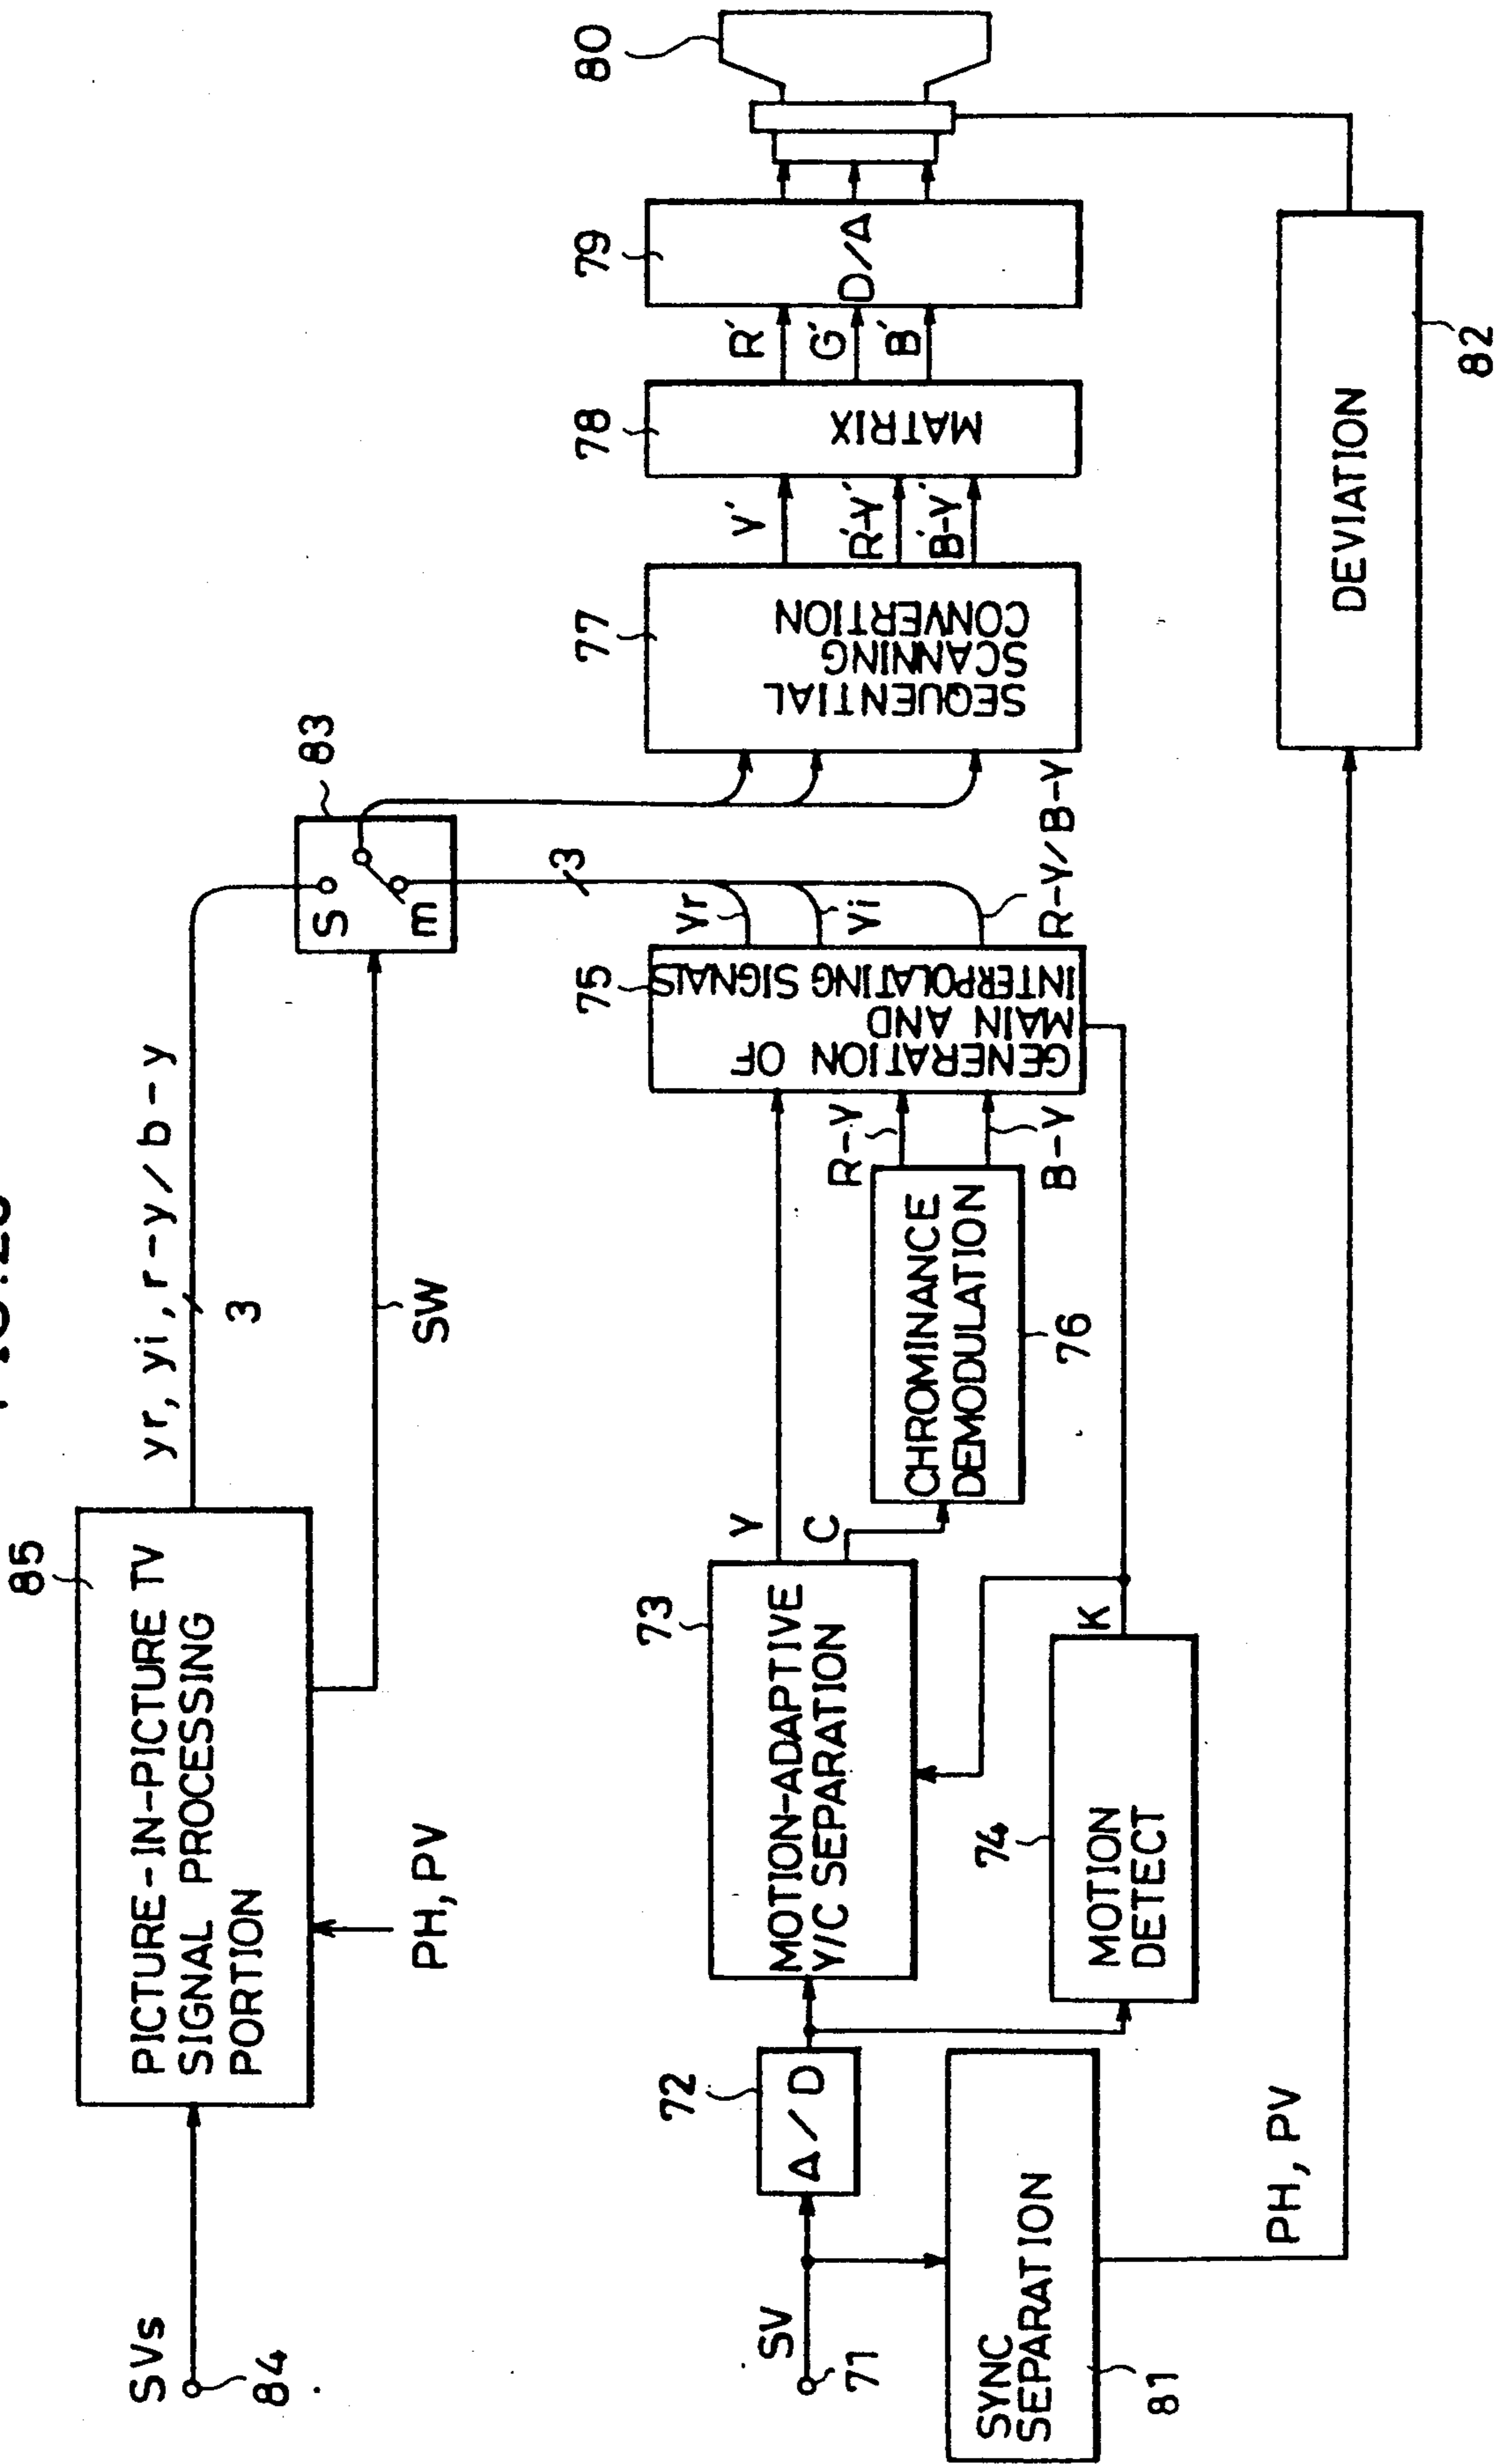 85
SVs
84
PICTURE-IN-PICTURE TV
SIGNAL PROCESSING
PORTION
yr, yi, r-y/b-y
3
PH, PV
SW
83
S
m
3
SV
71
72
A/D
73
MOTION-ADAPTIVE
Y/C SEPARATION
Y
C
74
MOTION
DETECT
K
CHROMINANCE
DEMODULATION
76
R-Y
B-Y
75
GENERATION OF
MAIN AND
INTERPOLATING SIGNALS
Yr
Yi
R-Y/B-Y
77
SEQUENTIAL
SCANNING
CONVERTION
Y'
R'-Y'
B'-Y'
78
MATRIX
R'
G'
B'
79
D/A
80
SYNC
SEPARATION
81
PH, PV
DEVIATION
82